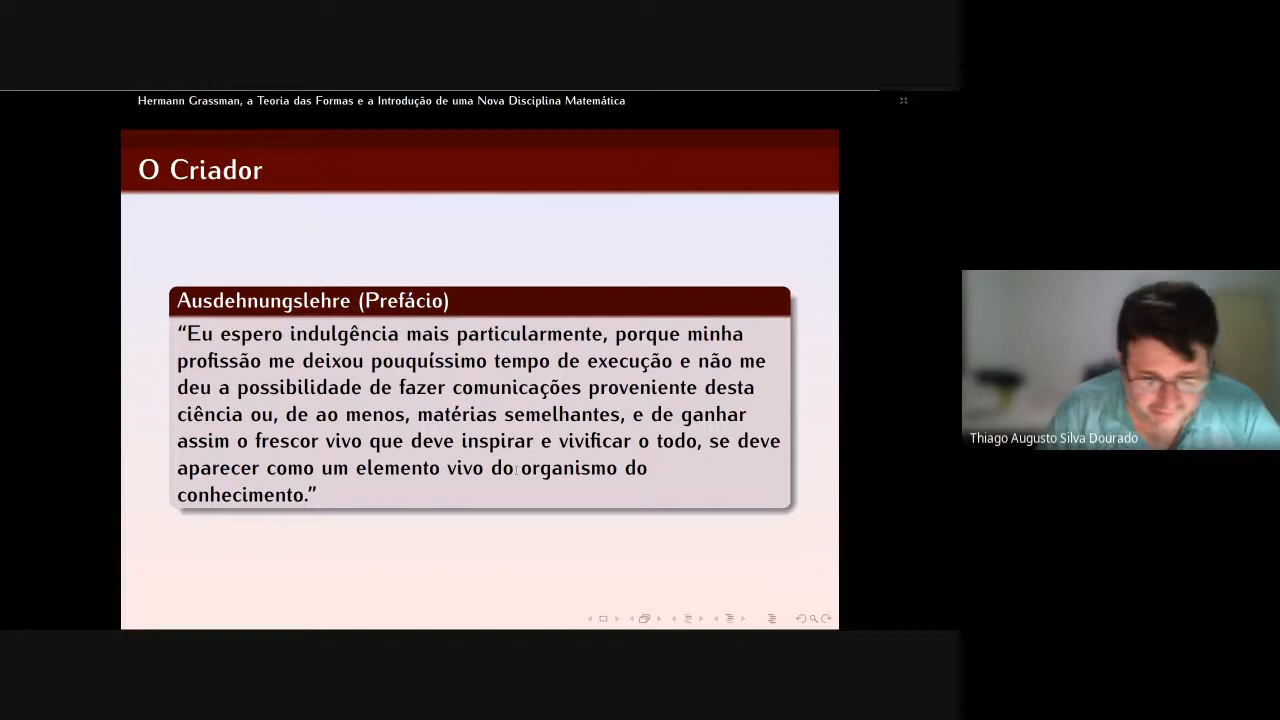 Hermann Grassman, a Teoria das Formas e a Introdução de uma Nova Disciplina Matemática
O Criador
Ausdehnungslehre (Prefácio)
“Eu espero indulgência mais particularmente, porque minha
profissão me deixou pouquíssimo tempo de execução e não me
deu a possibilidade de fazer comunicações proveniente desta
ciência ou, de ao menos, matérias semelhantes, e de ganhar
assim o frescor vivo que deve inspirar e vivificar o todo, se deve
aparecer como um elemento vivo do organismo do
conhecimento.”
Thiago Augusto Silva Dourado